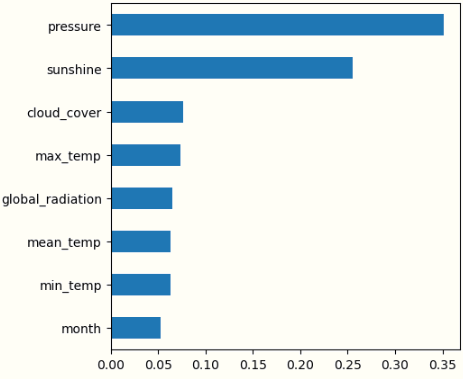 pressure
sunshine
cloud_cover
max_temp
global_radiation
mean_temp
min_temp
month
0.00 0.05 0.10 0.15 0.20 0.25 0.30 0.35